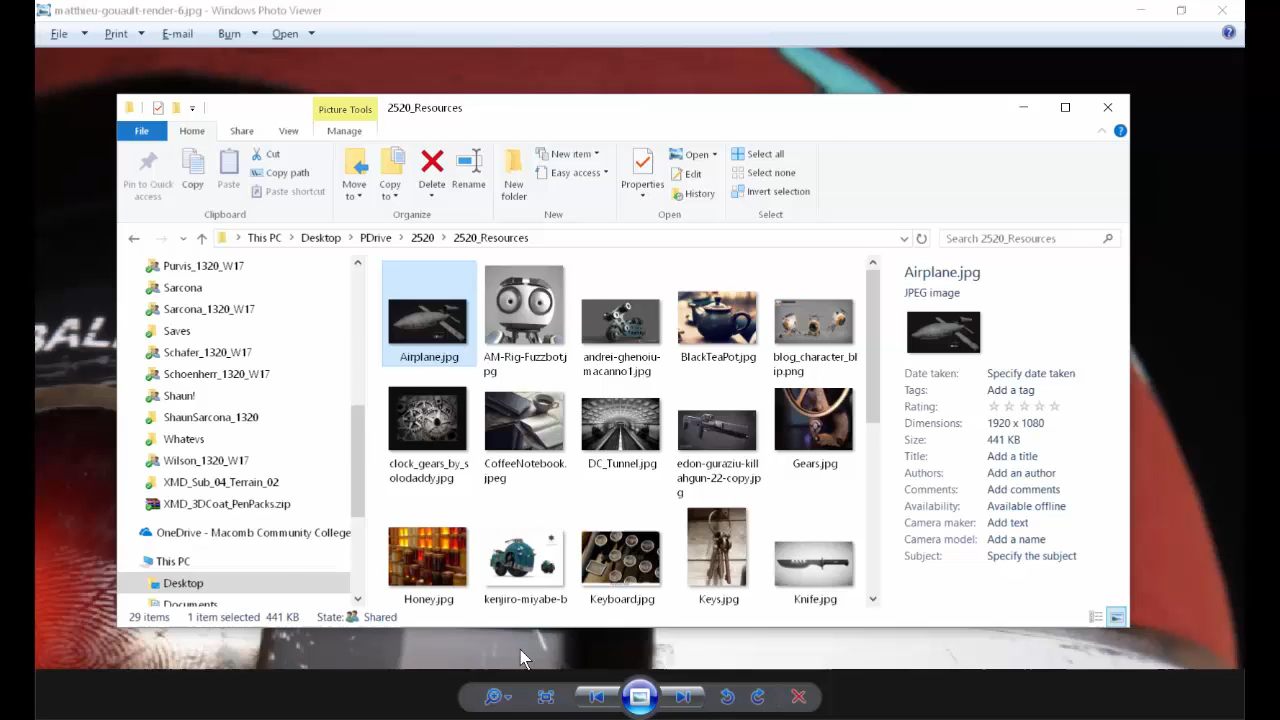 matthieu-gouault-render-6.jpg - Windows Photo Viewer
File Print E-mail Burn Open
Picture Tools 2520_Resources
File Home Share View Manage
Pin to Quick access
Copy
Paste
Cut
Copy path
Paste shortcut
Clipboard
Move to
Copy to
Delete
Rename
Organize
New folder
New item
Easy access
New
Properties
Open
Edit
History
Open
Select all
Select none
Invert selection
Select
This PC > Desktop > PDrive > 2520 > 2520_Resources
Search 2520_Resources
Purvis_1320_W17
Sarcona
Sarcona_1320_W17
Saves
Schafer_1320_W17
Schoenherr_1320_W17
Shaun!
ShaunSarcona_1320
Whatevs
Wilson_1320_W17
XMD_Sub_04_Terrain_02
XMD_3DCoat_PenPacks.zip
OneDrive - Macomb Community College
This PC
Desktop
Documents
Airplane.jpg
AM-Rig-Fuzzbot.j
pg
andrei-ghenoiu-
macanno1.jpg
BlackTeaPot.jpg
blog_character_bl
ip.png
clock_gears_by_s
olodaddy.jpg
CoffeeNotebook.
jpeg
DC_Tunnel.jpg
edon-guraziu-kill
ahgun-22-copy.jp
g
Gears.jpg
Honey.jpg
kenjiro-miyabe-b
Keyboard.jpg
Keys.jpg
Knife.jpg
Airplane.jpg
JPEG image
Date taken: Specify date taken
Tags: Add a tag
Rating:
Dimensions: 1920 x 1080
Size: 441 KB
Title: Add a title
Authors: Add an author
Comments: Add comments
Availability: Available offline
Camera maker: Add text
Camera model: Add a name
Subject: Specify the subject
29 items 1 item selected 441 KB State: Shared